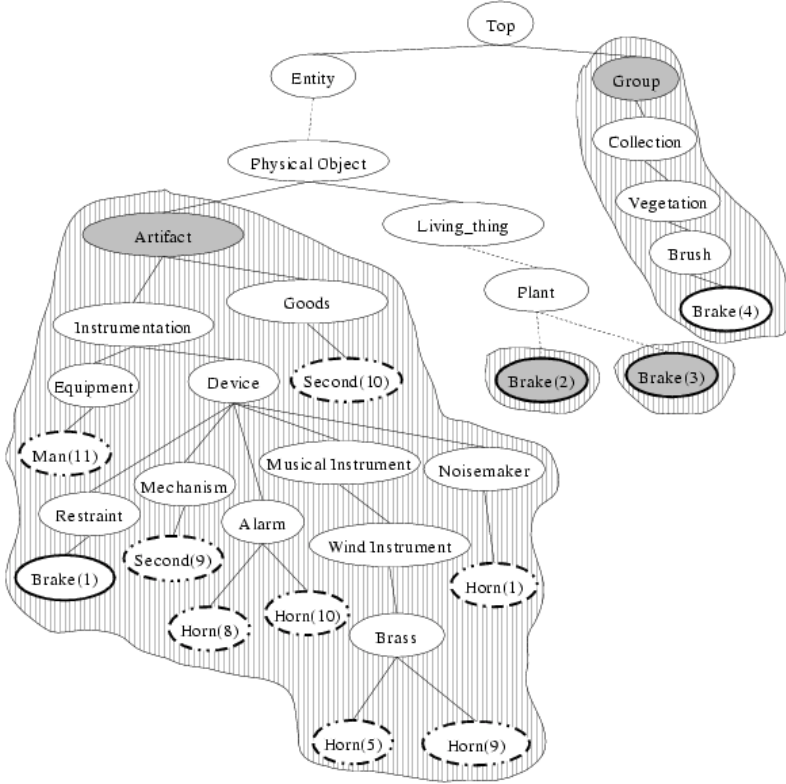 Top
Entity
Group
Physical Object
Collection
Artifact
Living_thing
Vegetation
Brush
Instrumentation
Goods
Plant
Brake(4)
Equipment
Device
Second(10)
Brake(2)
Brake(3)
Man(11)
Mechanism
Musical Instrument
Noisemaker
Restraint
Alarm
Wind Instrument
Brake(1)
Second(9)
Horn(1)
Horn(8)
Horn(10)
Brass
Horn(5)
Horn(9)